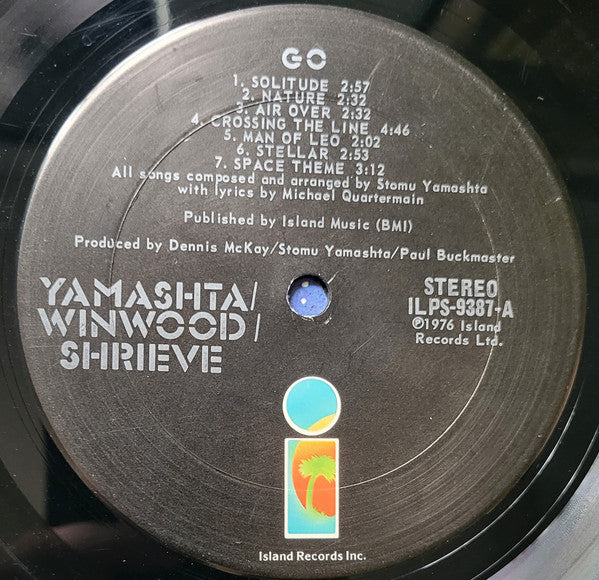 GO
1. SOLITUDE 2:57
2. NATURE 2:32
3. AIR OVER 2:32
4. CROSSING THE LINE 4:46
5. MAN OF LEO 2:02
6. STELLAR 2:53
7. SPACE THEME 3:12
All songs composed and arranged by Stomu Yamashta
with lyrics by Michael Quartermain
Published by Island Music (BMI)
Produced by Dennis McKay/Stomu Yamashta/Paul Buckmaster
YAMASHTA/
WINWOOD/
SHRIEVE
STEREO
ILPS-9387-A
℗1976 Island
Records Ltd.
i
Island Records Inc.